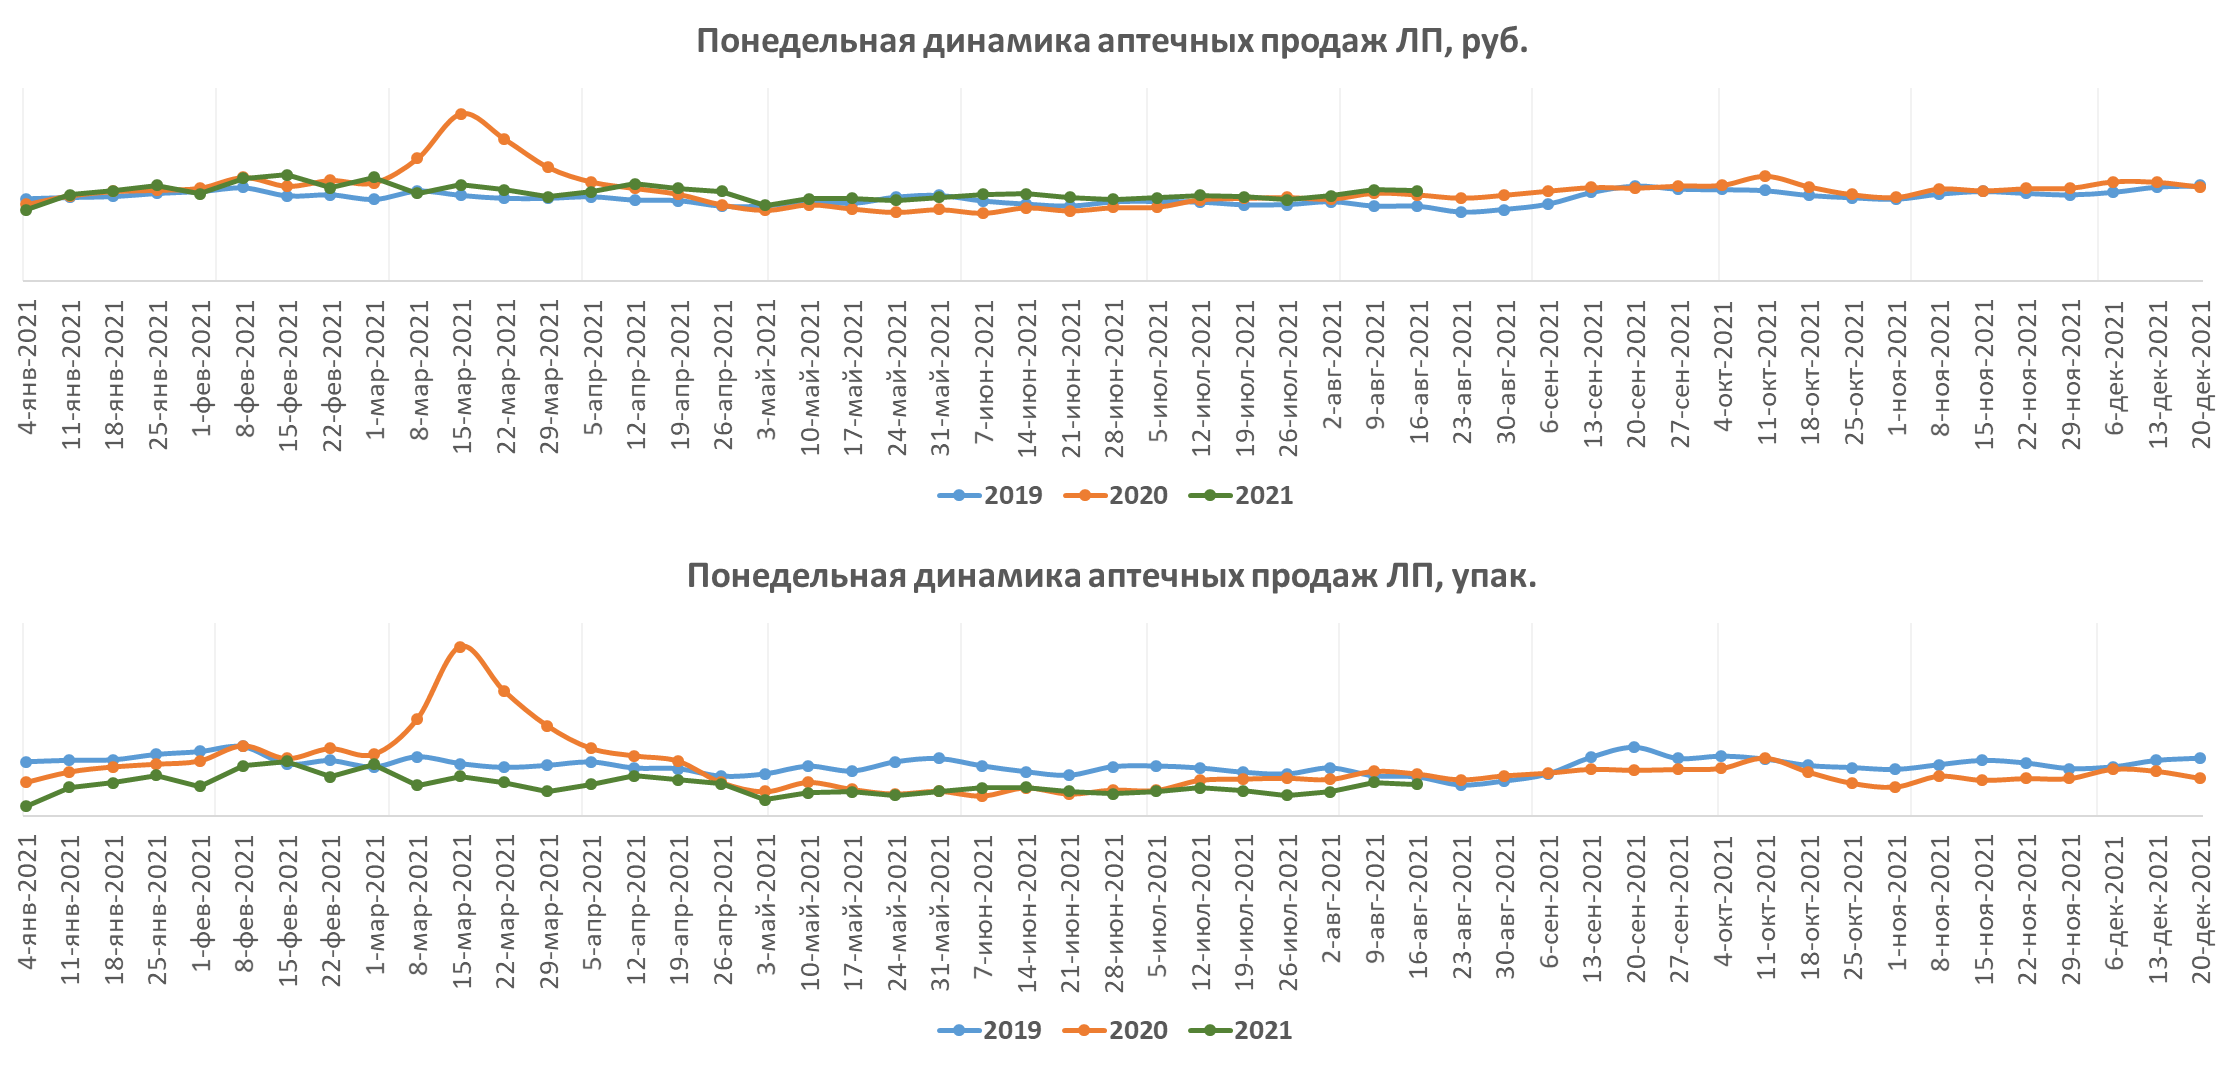 Понедельная динамика аптечных продаж ЛП, руб.
4-янв-2021
11-янв-2021
18-янв-2021
25-янв-2021
1-фев-2021
8-фев-2021
15-фев-2021
22-фев-2021
1-мар-2021
8-мар-2021
15-мар-2021
22-мар-2021
29-мар-2021
5-апр-2021
12-апр-2021
19-апр-2021
26-апр-2021
3-май-2021
10-май-2021
17-май-2021
24-май-2021
31-май-2021
7-июн-2021
14-июн-2021
21-июн-2021
28-июн-2021
5-июл-2021
12-июл-2021
19-июл-2021
26-июл-2021
2-авг-2021
9-авг-2021
16-авг-2021
23-авг-2021
30-авг-2021
6-сен-2021
13-сен-2021
20-сен-2021
27-сен-2021
4-окт-2021
11-окт-2021
18-окт-2021
25-окт-2021
1-ноя-2021
8-ноя-2021
15-ноя-2021
22-ноя-2021
29-ноя-2021
6-дек-2021
13-дек-2021
20-дек-2021
2019 2020 2021
Понедельная динамика аптечных продаж ЛП, упак.
4-янв-2021
11-янв-2021
18-янв-2021
25-янв-2021
1-фев-2021
8-фев-2021
15-фев-2021
22-фев-2021
1-мар-2021
8-мар-2021
15-мар-2021
22-мар-2021
29-мар-2021
5-апр-2021
12-апр-2021
19-апр-2021
26-апр-2021
3-май-2021
10-май-2021
17-май-2021
24-май-2021
31-май-2021
7-июн-2021
14-июн-2021
21-июн-2021
28-июн-2021
5-июл-2021
12-июл-2021
19-июл-2021
26-июл-2021
2-авг-2021
9-авг-2021
16-авг-2021
23-авг-2021
30-авг-2021
6-сен-2021
13-сен-2021
20-сен-2021
27-сен-2021
4-окт-2021
11-окт-2021
18-окт-2021
25-окт-2021
1-ноя-2021
8-ноя-2021
15-ноя-2021
22-ноя-2021
29-ноя-2021
6-дек-2021
13-дек-2021
20-дек-2021
2019 2020 2021